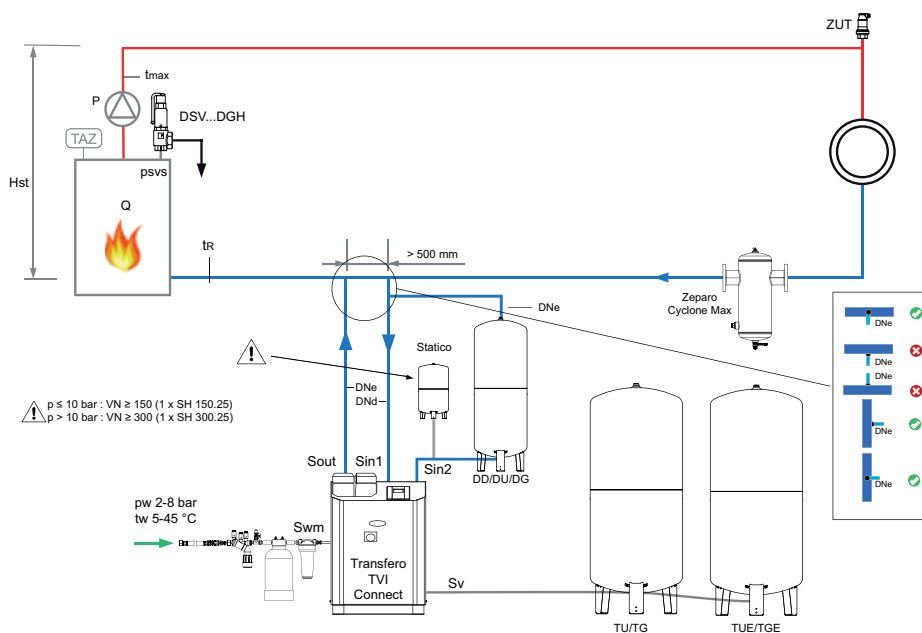 ZUT
tmax
P
DSV...DGH
TAZ
psvs
Hst
Q
tR
> 500 mm
DNe
Zeparo
Cyclone Max
DNe
DNe
DNe
DNe
DNe
Statico
DNe
DNd
p ≤ 10 bar : VN ≥ 150 (1 x SH 150.25)
p > 10 bar : VN ≥ 300 (1 x SH 300.25)
Sout
Sin1
Sin2
DD/DU/DG
pw 2-8 bar
tw 5-45 °C
Swm
Transfero
TVI
Connect
Sv
TU/TG
TUE/TGE